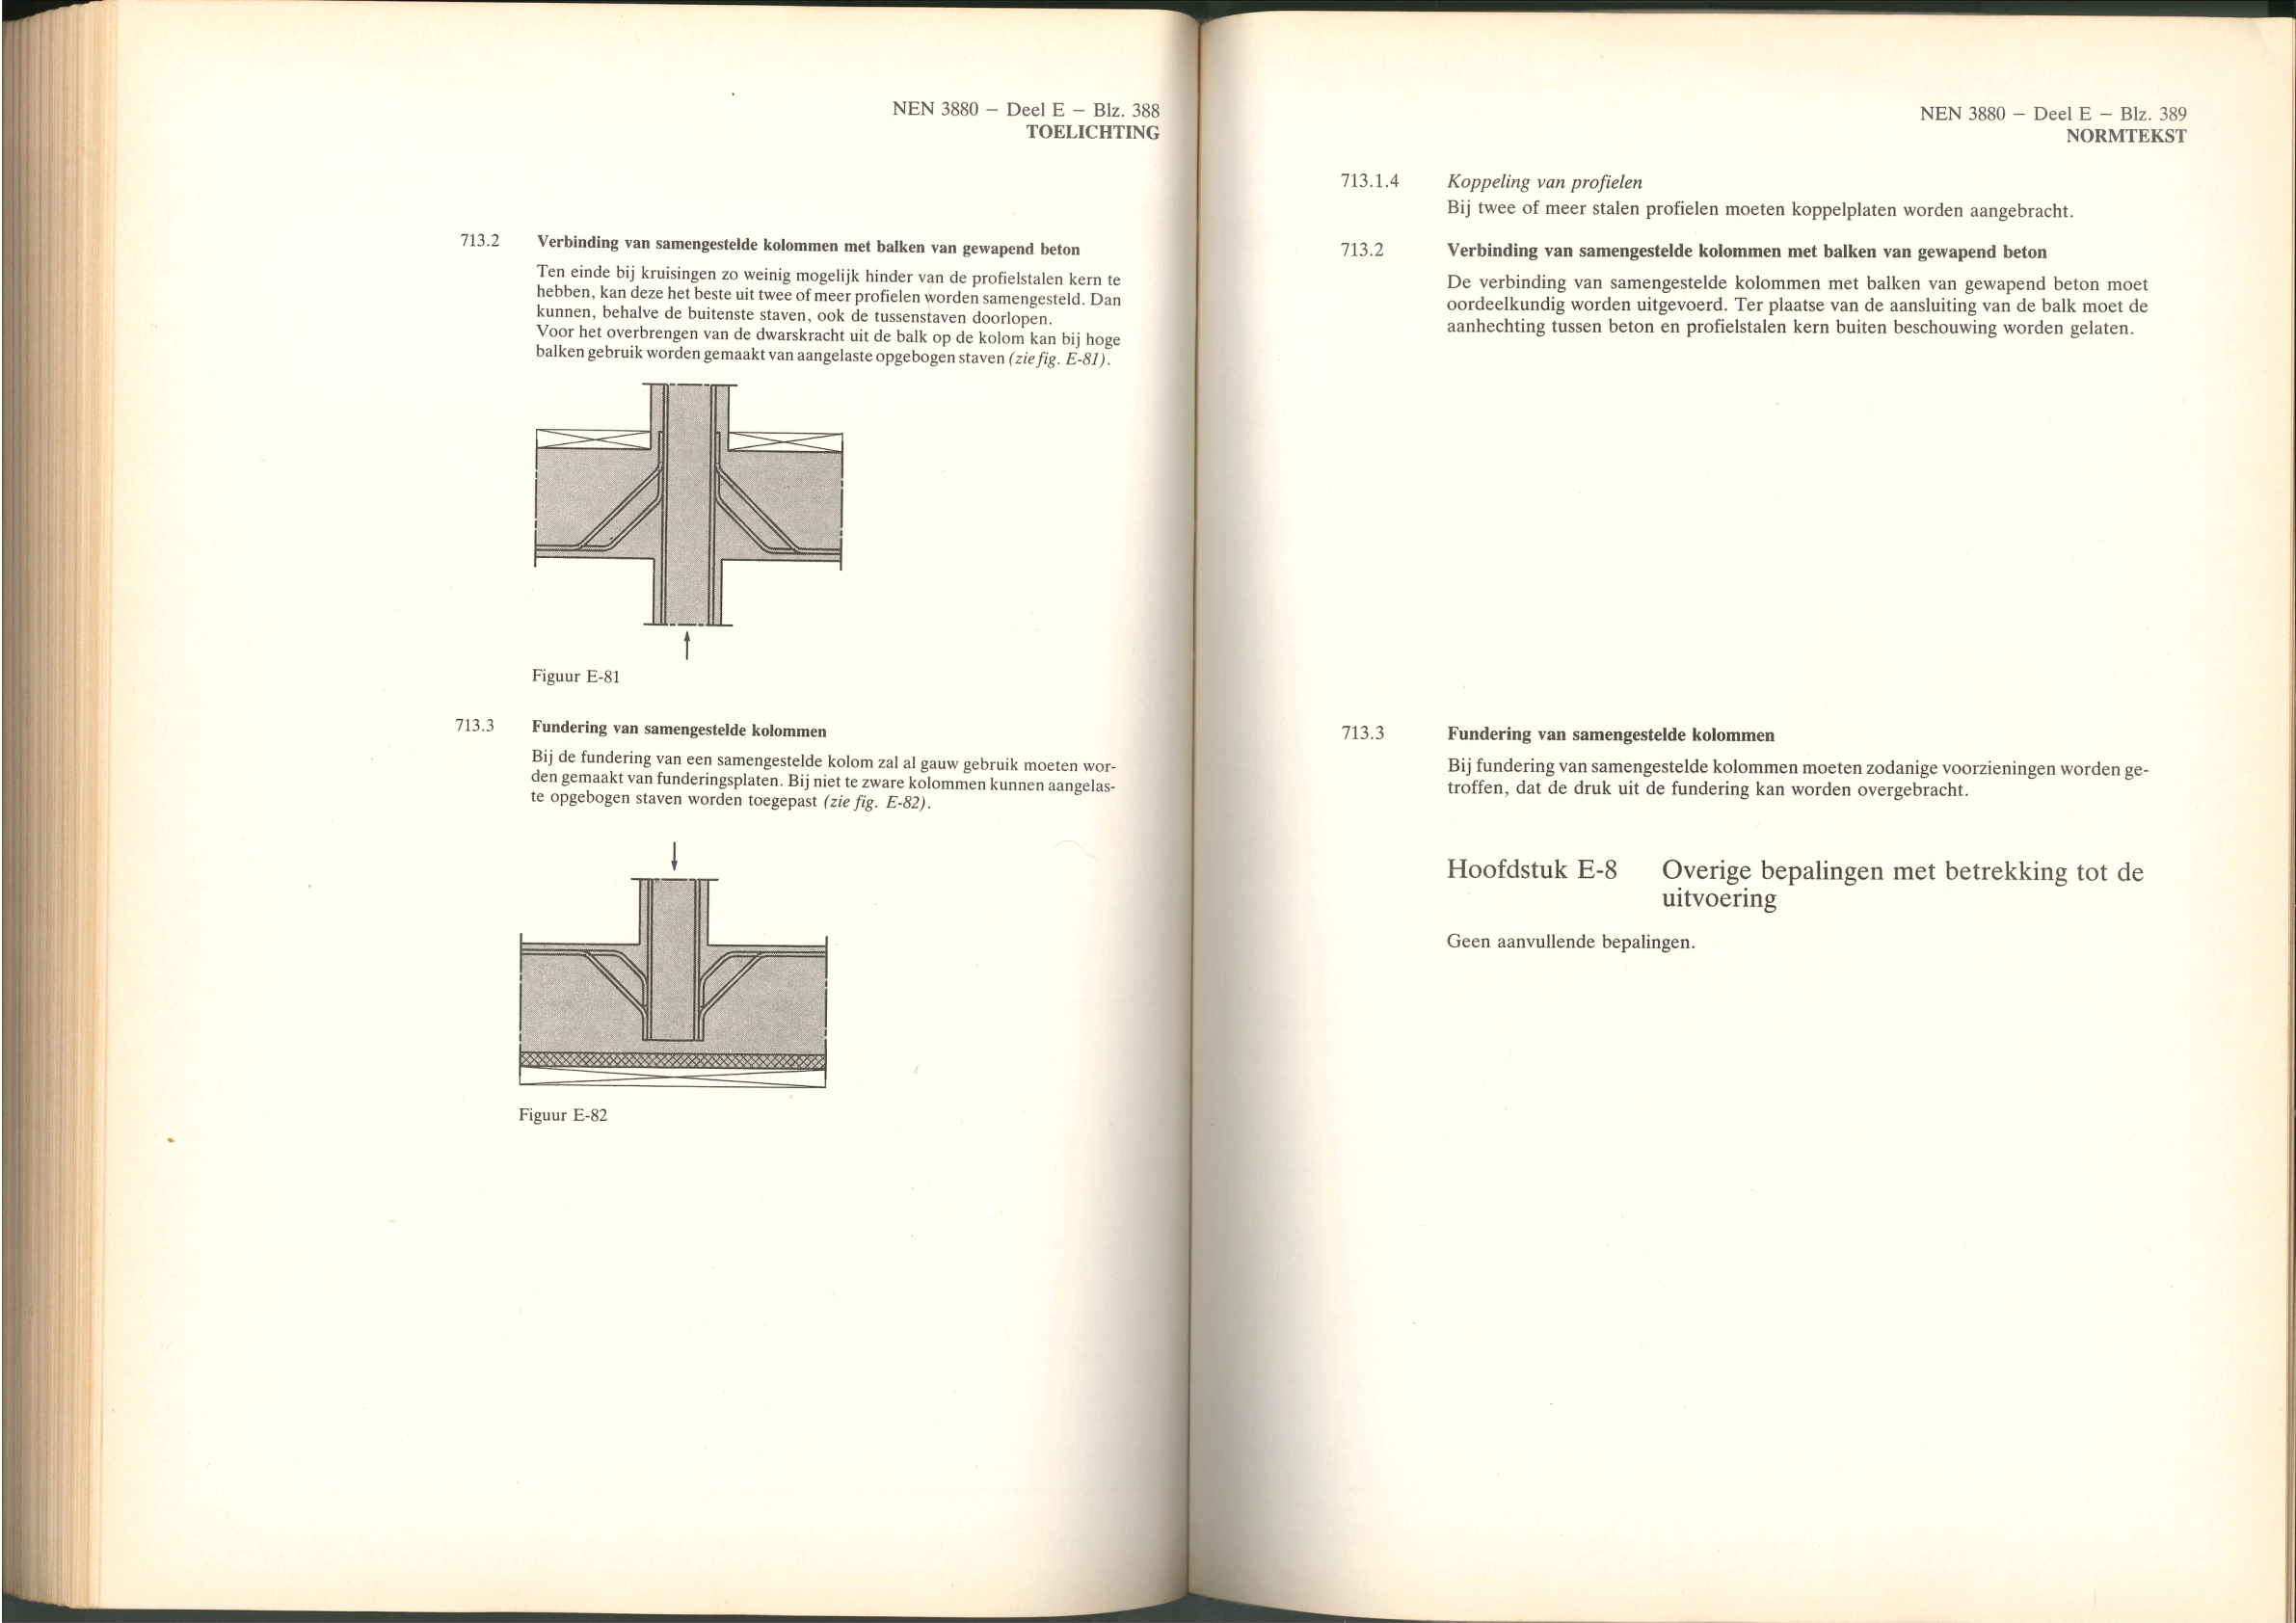 NEN 3880 — Deel E — Blz. 388
TOELICHTING
713.2 Verbinding van samengestelde kolommen met balken van gewapend beton
Ten einde bij kruisingen zo weinig mogelijk hinder van de profielstalen kern te
hebben, kan deze het beste uit twee of meer profielen worden samengesteld. Dan
kunnen, behalve de buitenste staven, ook de tussenstaven doorlopen.
Voor het overbrengen van de dwarskracht uit de balk op de kolom kan bij hoge
balken gebruik worden gemaakt van aangelaste opgebogen staven (zie fig. E-81).
Figuur E-81
713.3 Fundering van samengestelde kolommen
Bij de fundering van een samengestelde kolom zal al gauw gebruik moeten wor-
den gemaakt van funderingsplaten. Bij niet te zware kolommen kunnen aangelas-
te opgebogen staven worden toegepast (zie fig. E-82).
Figuur E-82
NEN 3880 — Deel E — Blz. 389
NORMTEKST
713.1.4 Koppeling van profielen
Bij twee of meer stalen profielen moeten koppelplaten worden aangebracht.
713.2 Verbinding van samengestelde kolommen met balken van gewapend beton
De verbinding van samengestelde kolommen met balken van gewapend beton moet
oordeelkundig worden uitgevoerd. Ter plaatse van de aansluiting van de balk moet de
aanhechting tussen beton en profielstalen kern buiten beschouwing worden gelaten.
713.3 Fundering van samengestelde kolommen
Bij fundering van samengestelde kolommen moeten zodanige voorzieningen worden ge-
troffen, dat de druk uit de fundering kan worden overgebracht.
Hoofdstuk E-8 Overige bepalingen met betrekking tot de
uitvoering
Geen aanvullende bepalingen.